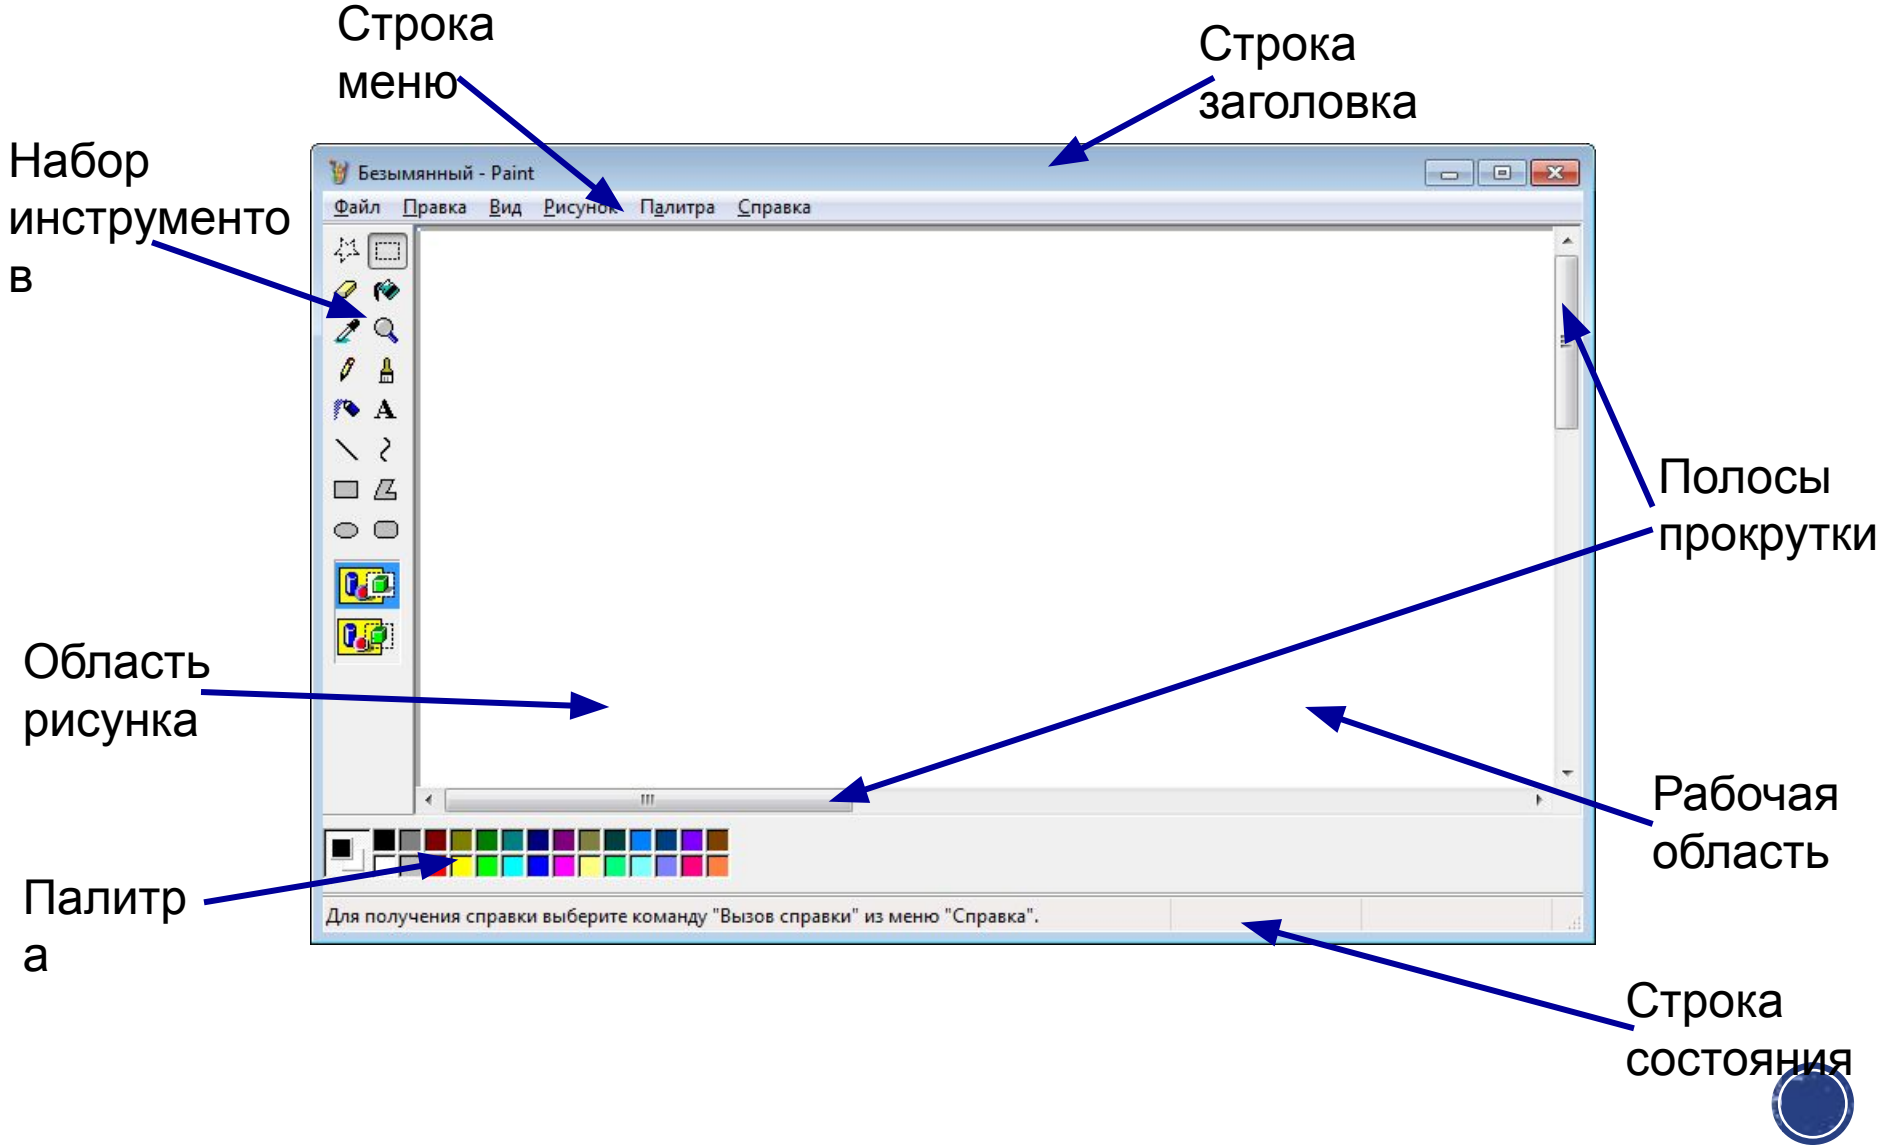 Строка
меню
Строка
заголовка
Набор
инструменто
в
Безымянный - Paint
Файл Правка Вид Рисунок Палитра Справка
A
Полосы
прокрутки
Область
рисунка
Рабочая
область
Палитр
а
Для получения справки выберите команду "Вызов справки" из меню "Справка".
Строка
состояния